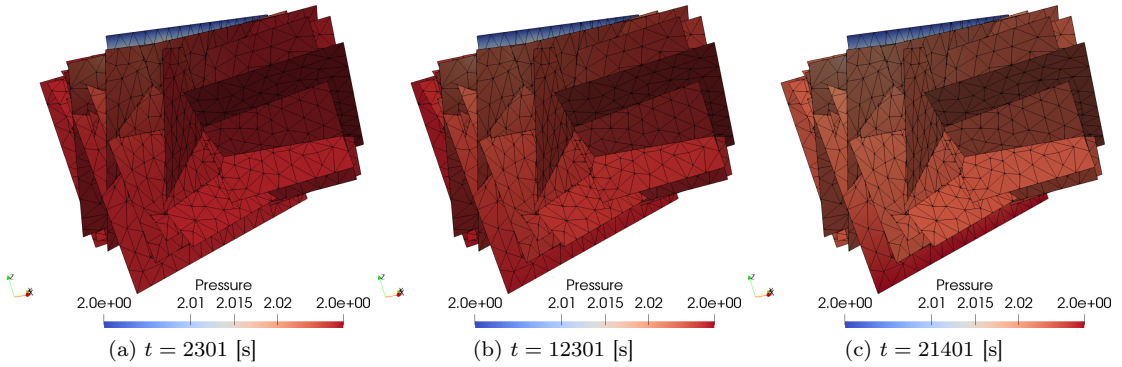 Pressure
2.0e+00 2.01 2.015 2.02 2.0e+00
(a) t = 2301 [s]
Pressure
2.0e+00 2.01 2.015 2.02 2.0e+00
(b) t = 12301 [s]
Pressure
2.0e+00 2.01 2.015 2.02 2.0e+00
(c) t = 21401 [s]